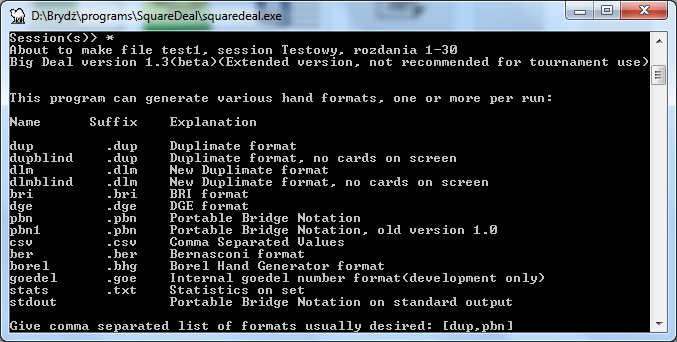 D:\Brydż\programs\SquareDeal\squaredeal.exe
Session(s)> *
About to make file test1, session Testowy, rozdania 1-30
Big Deal version 1.3(beta)(Extended version, not recommended for tournament use)
This program can generate various hand formats, one or more per run:
Name Suffix Explanation
dup .dup Duplimate format
dupblind .dup Duplimate format, no cards on screen
dlm .dlm New Duplimate format
dlmblind .dlm New Duplimate format, no cards on screen
bri .bri BRI format
dge .dge DGE format
pbn .pbn Portable Bridge Notation
pbn1 .pbn Portable Bridge Notation, old version 1.0
csv .csv Comma Separated Values
ber .ber Bernasconi format
borel .bhg Borel Hand Generator format
goedel .goe Internal goedel number format(development only)
stats .txt Statistics on set
stdout Portable Bridge Notation on standard output
Give comma separated list of formats usually desired: [dup,pbn]